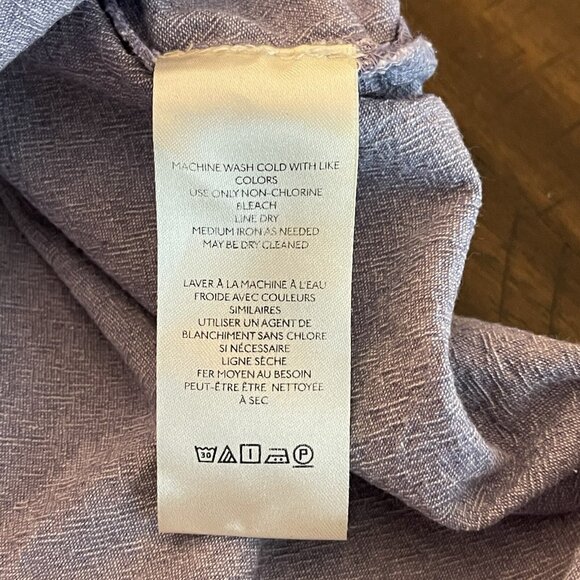 MACHINE WASH COLD WITH LIKE
COLORS
USE ONLY NON-CHLORINE
BLEACH
LINE DRY
MEDIUM IRON AS NEEDED
MAY BE DRY CLEANED
LAVER À LA MACHINE À L'EAU
FROIDE AVEC COULEURS
SIMILAIRES
UTILISER UN AGENT DE
BLANCHIMENT SANS CHLORE
SI NÉCESSAIRE
LIGNE SÈCHE
FER MOYEN AU BESOIN
PEUT-ÊTRE ÊTRE NETTOYÉE
À SEC
30 P